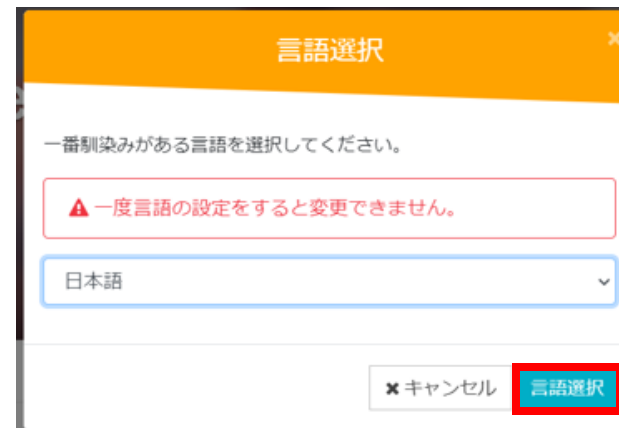 言語選択
一番馴染みがある言語を選択してください。
一度言語の設定をすると変更できません。
日本語
キャンセル
言語選択